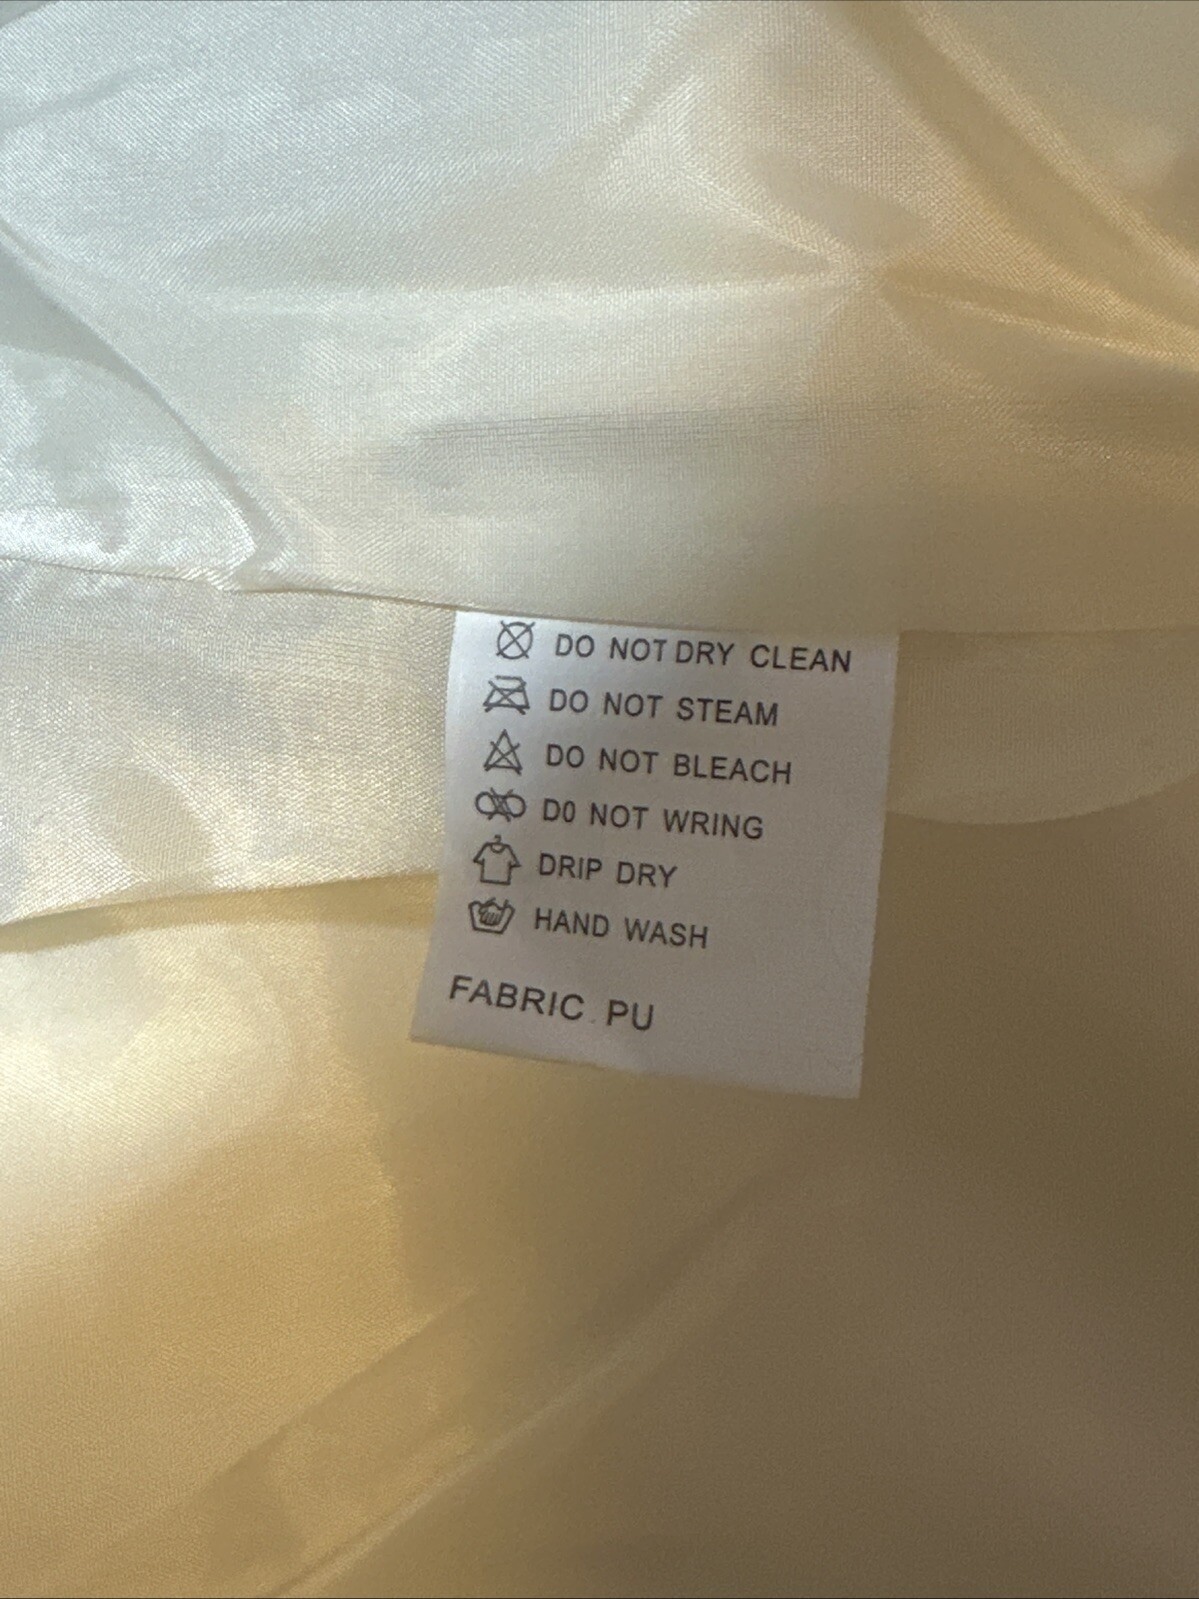 DO NOT DRY CLEAN
DO NOT STEAM
DO NOT BLEACH
D0 NOT WRING
DRIP DRY
HAND WASH
FABRIC . PU